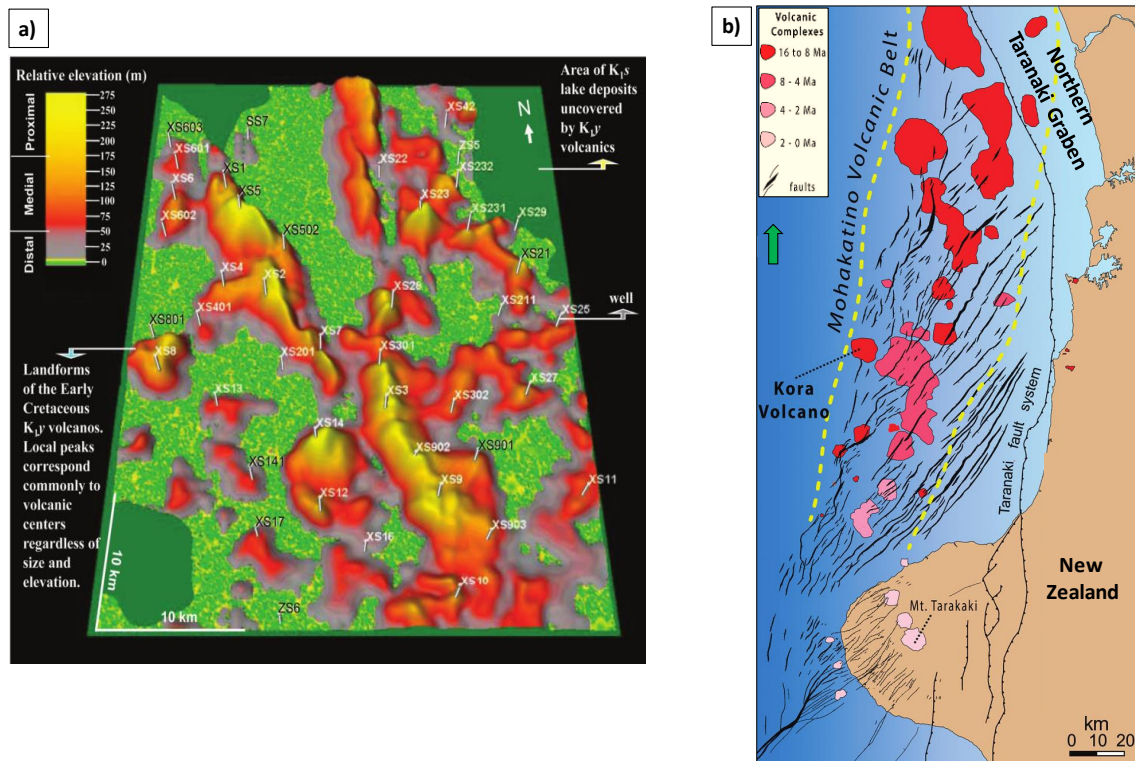 a)
Relative elevation (m)
275
250
225
200
175
150
125
100
75
50
25
0
Proximal
Medial
Distal
Area of K₁s
lake deposits
uncovered
by K₁y
volcanics
N
XS42
XS603
SS7
XS601
XS1
XS6
XS5
XS602
XS22
ZS5
XS232
XS23
XS231
XS29
XS502
XS21
XS4
XS2
XS26
XS211
XS25
well
XS401
XS801
XS8
XS7
XS201
XS301
XS27
XS3
XS302
XS13
Landforms
of the Early
Cretaceous
K₁y volcanos.
Local peaks
correspond
commonly to
volcanic
centers
regardless of
size and
elevation.
XS14
XS902
XS901
XS141
XS9
XS11
XS12
XS17
XS903
XS16
XS10
ZS6
10 km
10 km
b)
Volcanic
Complexes
16 to 8 Ma
8 - 4 Ma
4 - 2 Ma
2 - 0 Ma
faults
Mohakatino Volcanic Belt
Northern
Taranaki Graben
Kora
Volcano
Taranaki fault system
New
Zealand
Mt. Tarakaki
km
0 10 20